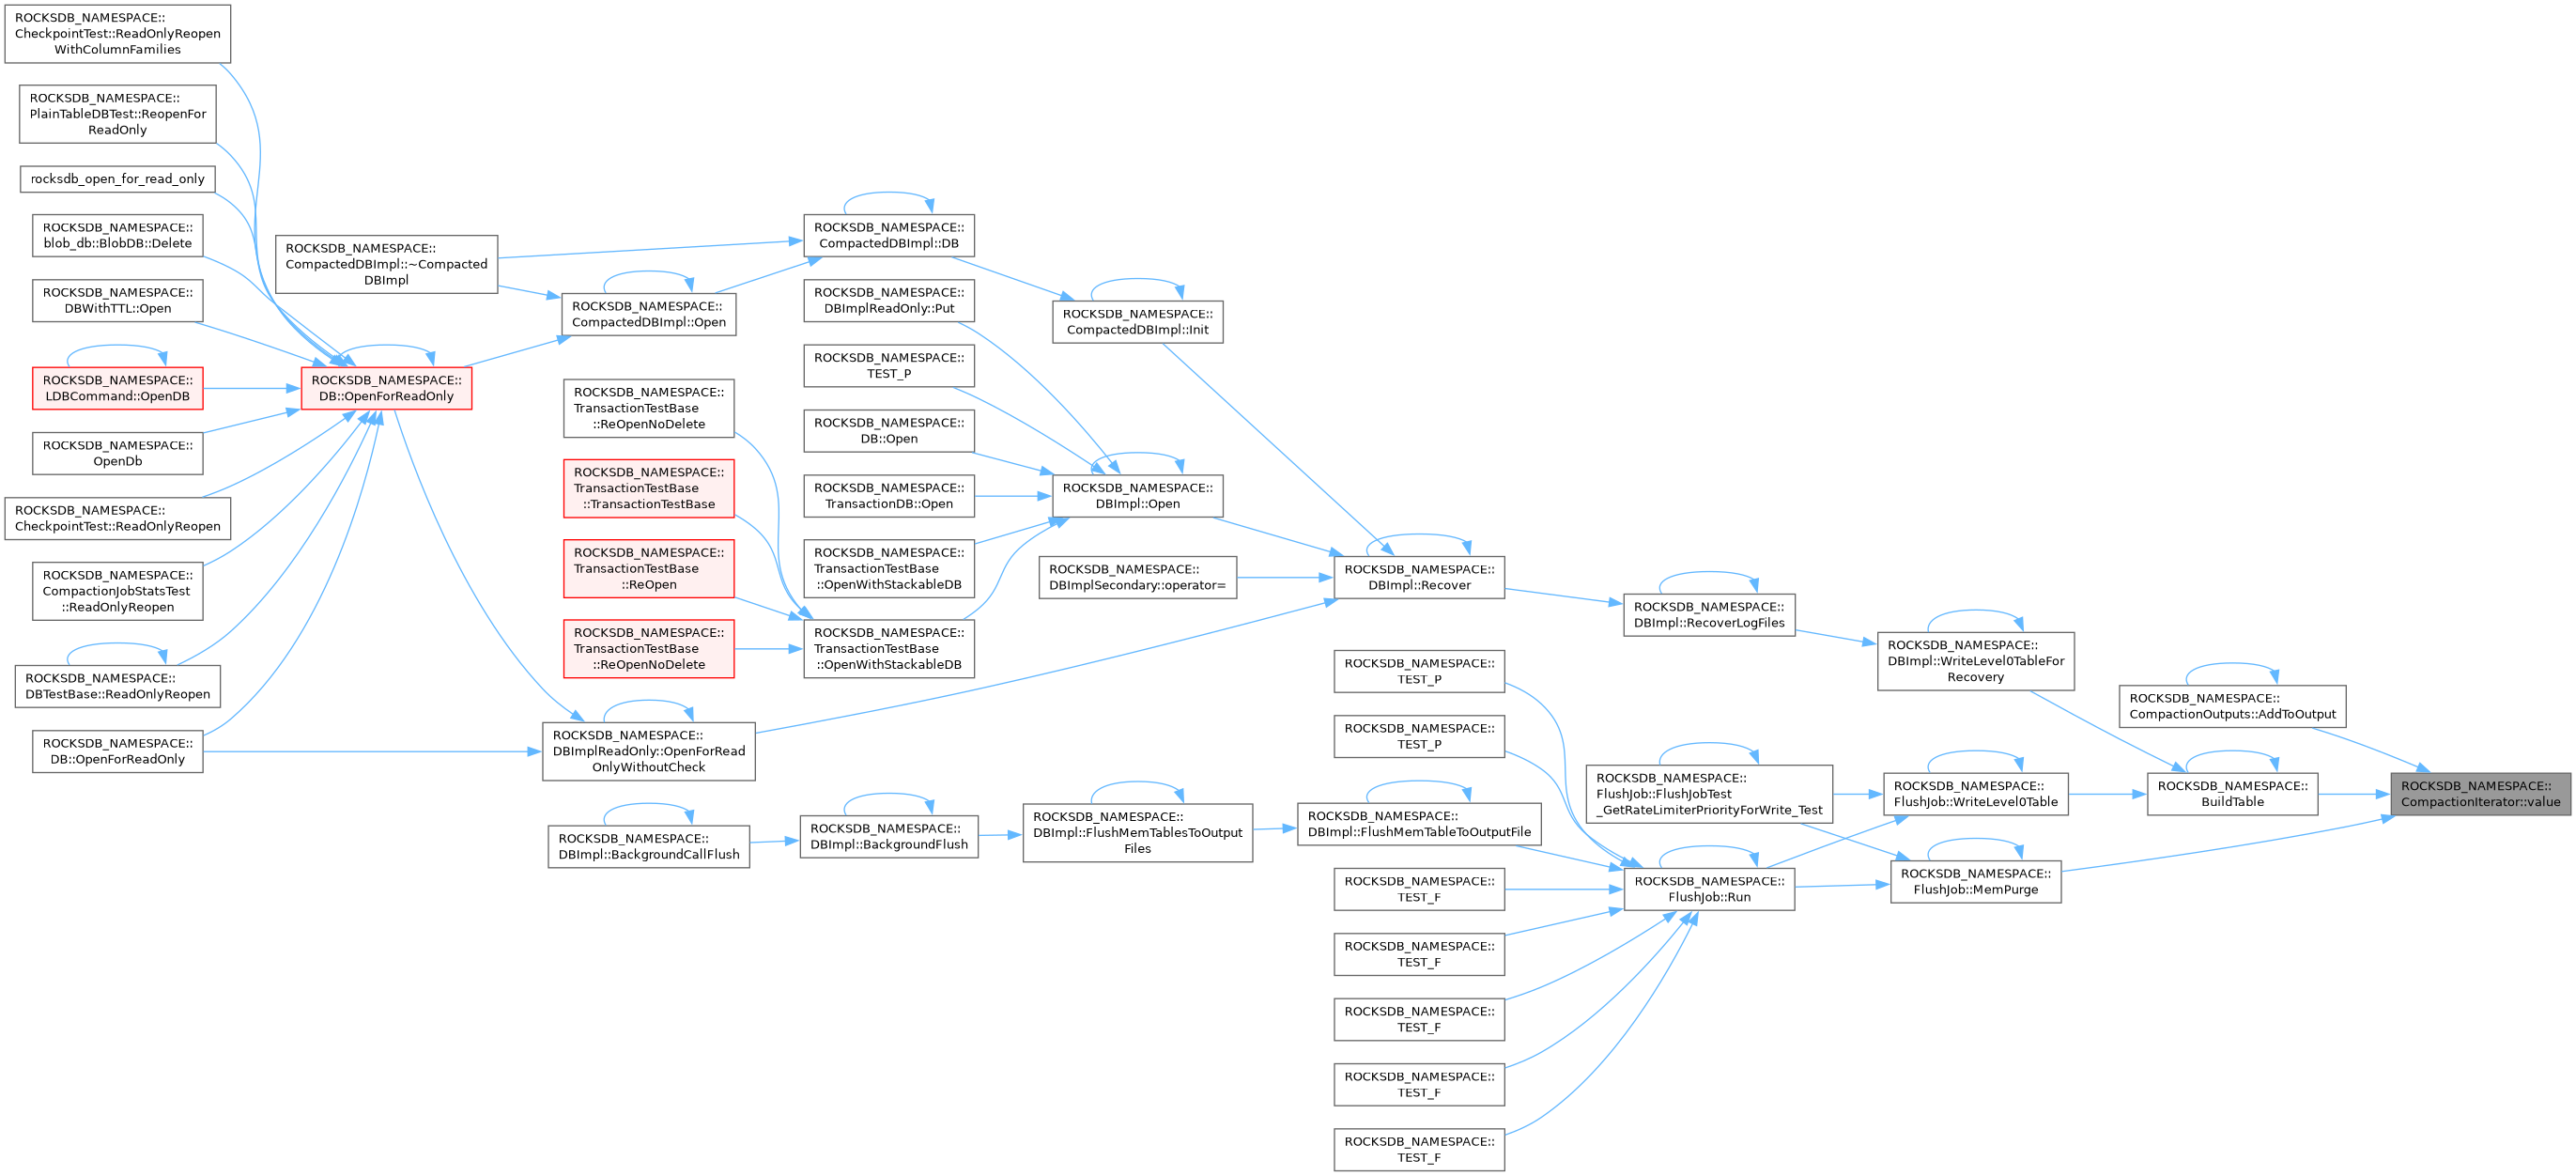 ROCKSDB_NAMESPACE::
CheckpointTest::ReadOnlyReopen
WithColumnFamilies
ROCKSDB_NAMESPACE::
PlainTableDBTest::ReopenFor
ReadOnly
rocksdb_open_for_read_only
ROCKSDB_NAMESPACE::
blob_db::BlobDB::Delete
ROCKSDB_NAMESPACE::
DBWithTTL::Open
ROCKSDB_NAMESPACE::
LDBCommand::OpenDB
ROCKSDB_NAMESPACE::
OpenDb
ROCKSDB_NAMESPACE::
CheckpointTest::ReadOnlyReopen
ROCKSDB_NAMESPACE::
CompactionJobStatsTest
::ReadOnlyReopen
ROCKSDB_NAMESPACE::
DBTestBase::ReadOnlyReopen
ROCKSDB_NAMESPACE::
DB::OpenForReadOnly
ROCKSDB_NAMESPACE::
CompactedDBImpl::~Compacted
DBImpl
ROCKSDB_NAMESPACE::
DB::OpenForReadOnly
ROCKSDB_NAMESPACE::
CompactedDBImpl::Open
ROCKSDB_NAMESPACE::
TransactionTestBase
::ReOpenNoDelete
ROCKSDB_NAMESPACE::
TransactionTestBase
::TransactionTestBase
ROCKSDB_NAMESPACE::
TransactionTestBase
::ReOpen
ROCKSDB_NAMESPACE::
TransactionTestBase
::ReOpenNoDelete
ROCKSDB_NAMESPACE::
DBImplReadOnly::OpenForRead
OnlyWithoutCheck
ROCKSDB_NAMESPACE::
DBImpl::BackgroundCallFlush
ROCKSDB_NAMESPACE::
CompactedDBImpl::DB
ROCKSDB_NAMESPACE::
DBImplReadOnly::Put
ROCKSDB_NAMESPACE::
TEST_P
ROCKSDB_NAMESPACE::
DB::Open
ROCKSDB_NAMESPACE::
TransactionDB::Open
ROCKSDB_NAMESPACE::
TransactionTestBase
::OpenWithStackableDB
ROCKSDB_NAMESPACE::
TransactionTestBase
::OpenWithStackableDB
ROCKSDB_NAMESPACE::
DBImpl::BackgroundFlush
ROCKSDB_NAMESPACE::
CompactedDBImpl::Init
ROCKSDB_NAMESPACE::
DBImpl::Open
ROCKSDB_NAMESPACE::
DBImplSecondary::operator=
ROCKSDB_NAMESPACE::
DBImpl::FlushMemTablesToOutput
Files
ROCKSDB_NAMESPACE::
DBImpl::Recover
ROCKSDB_NAMESPACE::
TEST_P
ROCKSDB_NAMESPACE::
TEST_P
ROCKSDB_NAMESPACE::
DBImpl::FlushMemTableToOutputFile
ROCKSDB_NAMESPACE::
TEST_F
ROCKSDB_NAMESPACE::
TEST_F
ROCKSDB_NAMESPACE::
TEST_F
ROCKSDB_NAMESPACE::
TEST_F
ROCKSDB_NAMESPACE::
TEST_F
ROCKSDB_NAMESPACE::
DBImpl::RecoverLogFiles
ROCKSDB_NAMESPACE::
FlushJob::FlushJobTest
_GetRateLimiterPriorityForWrite_Test
ROCKSDB_NAMESPACE::
FlushJob::Run
ROCKSDB_NAMESPACE::
DBImpl::WriteLevel0TableFor
Recovery
ROCKSDB_NAMESPACE::
FlushJob::WriteLevel0Table
ROCKSDB_NAMESPACE::
FlushJob::MemPurge
ROCKSDB_NAMESPACE::
CompactionOutputs::AddToOutput
ROCKSDB_NAMESPACE::
BuildTable
ROCKSDB_NAMESPACE::
CompactionIterator::value